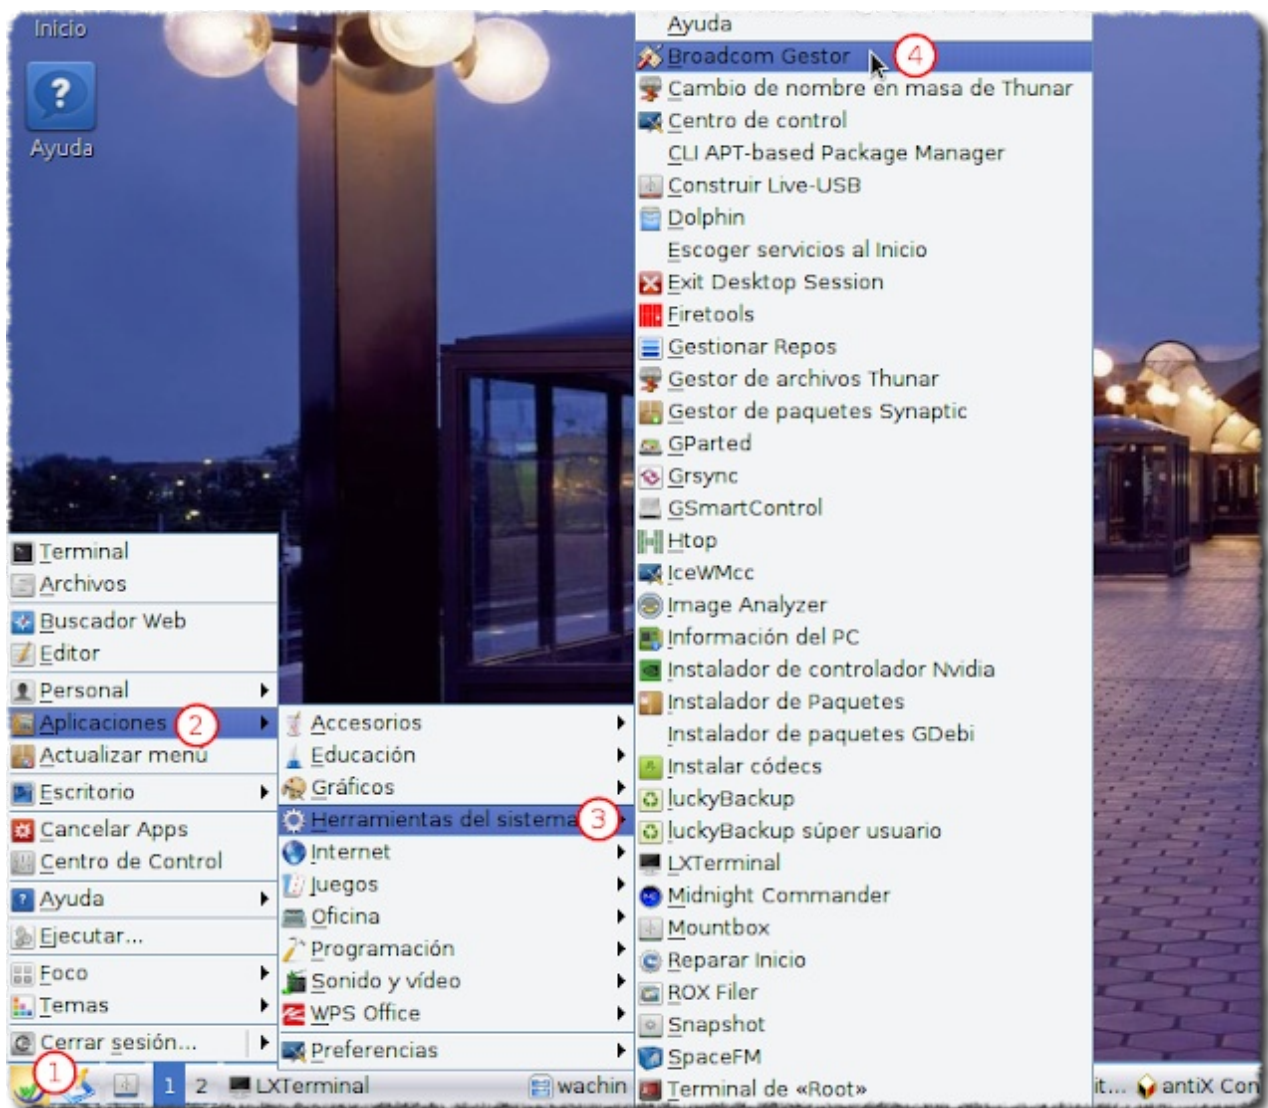 Inicio
Ayuda
Terminal
Archivos
Buscador Web
Editor
Personal
Aplicaciones 2
Actualizar menú
Escritorio
Cancelar Apps
Centro de Control
Ayuda
Ejecutar...
Foco
Temas
Cerrar sesión...
1
Accesorios
Educación
Gráficos
Herramientas del sistema 3
Internet
Juegos
Oficina
Programación
Sonido y vídeo
WPS Office
Preferencias
Ayuda
Broadcom Gestor 4
Cambio de nombre en masa de Thunar
Centro de control
CLI APT-based Package Manager
Construir Live-USB
Dolphin
Escoger servicios al Inicio
Exit Desktop Session
Firetools
Gestionar Repos
Gestor de archivos Thunar
Gestor de paquetes Synaptic
GParted
Grsync
GSmartControl
Htop
IceWMcc
Image Analyzer
Información del PC
Instalador de controlador Nvidia
Instalador de Paquetes
Instalador de paquetes GDebi
Instalar códecs
luckyBackup
luckyBackup súper usuario
LXTerminal
Midnight Commander
Mountbox
Reparar Inicio
ROX Filer
Snapshot
SpaceFM
Terminal de «Root»
1 2 LXTerminal wachin it... antiX Con